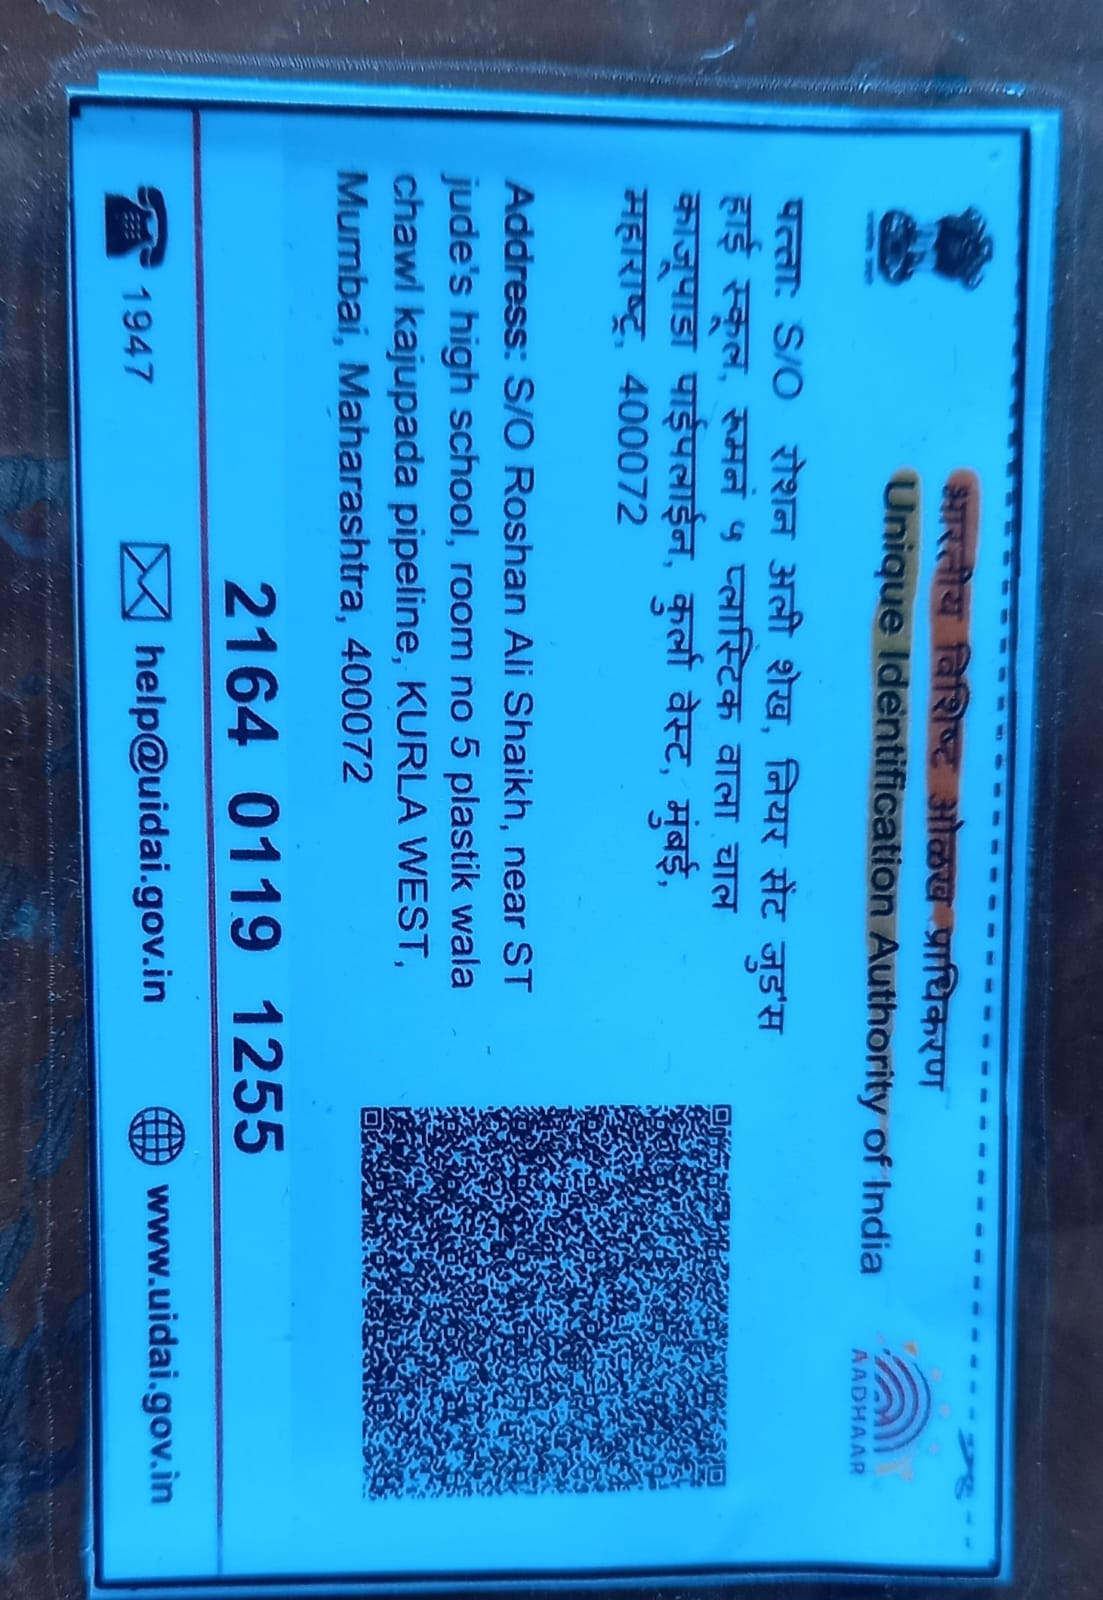 भारतीय विशिष्ट ओळख प्राधिकरण
Unique Identification Authority of India
AADHAAR
पत्ता: S/O रोशन अली शेख, नियर सेंट जुडंस
हाई स्कूल, रूमनं ५ प्लास्टिक वाला चाल
काजूपाडा पाईपलाईन, कुर्ला वेस्ट, मुंबई,
महाराष्ट्र, 400072
Address: S/O Roshan Ali Shaikh, near ST
jude's high school, room no 5 plastik wala
chawl kajupada pipeline, KURLA WEST,
Mumbai, Maharashtra, 400072
2164 0119 1255
1947
help@uidai.gov.in
www.uidai.gov.in